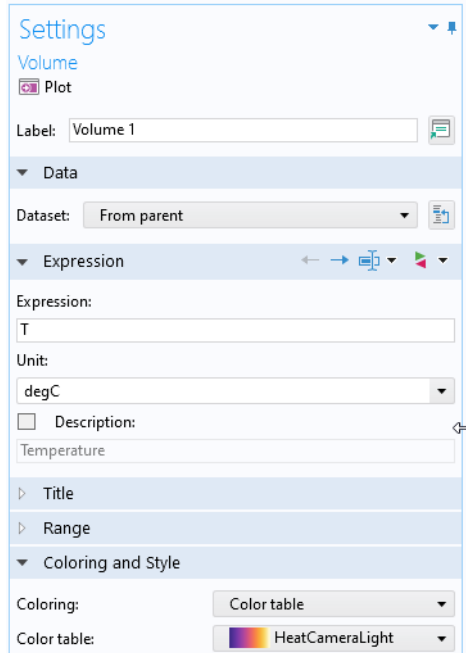 Settings
Volume
Plot
Label: Volume 1
Data
Dataset: From parent
Expression
Expression:
T
Unit:
degC
Description:
Temperature
Title
Range
Coloring and Style
Coloring: Color table
Color table: HeatCameraLight